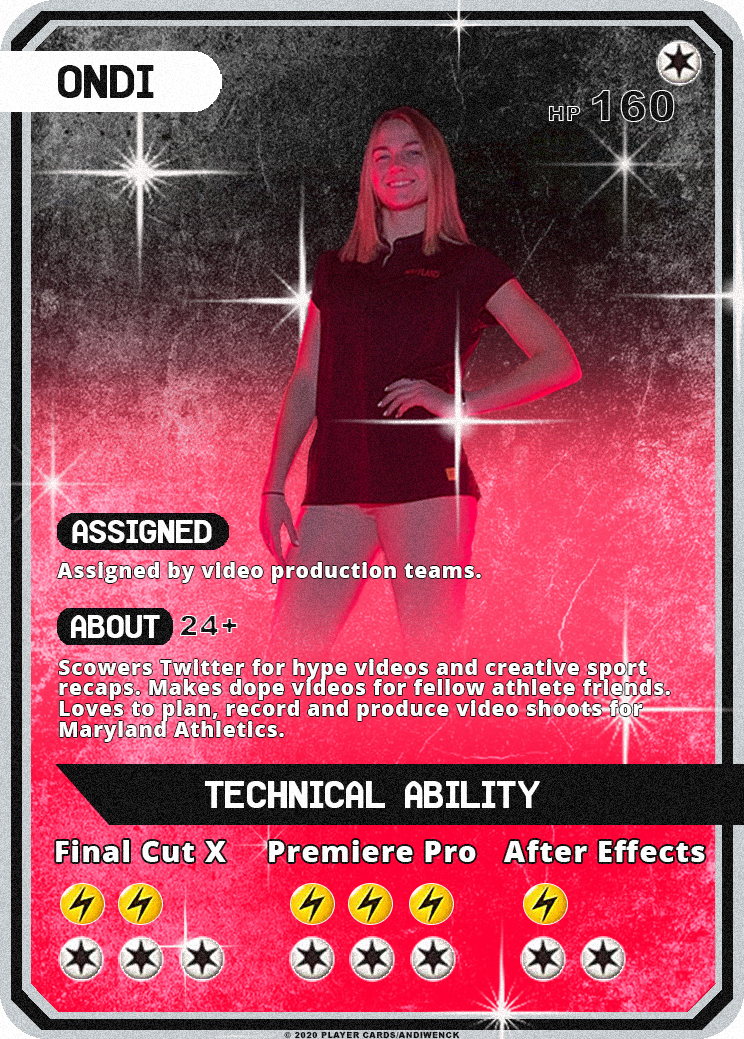 ONDI
HP 160
ASSIGNED
Assigned by video production teams.
ABOUT 24+
Scowers Twitter for hype videos and creative sport
recaps. Makes dope videos for fellow athlete friends.
Loves to plan, record and produce video shoots for
Maryland Athletics.
TECHNICAL ABILITY
Final Cut X Premiere Pro After Effects
© 2020 PLAYER CARDS/ANDIWENCK